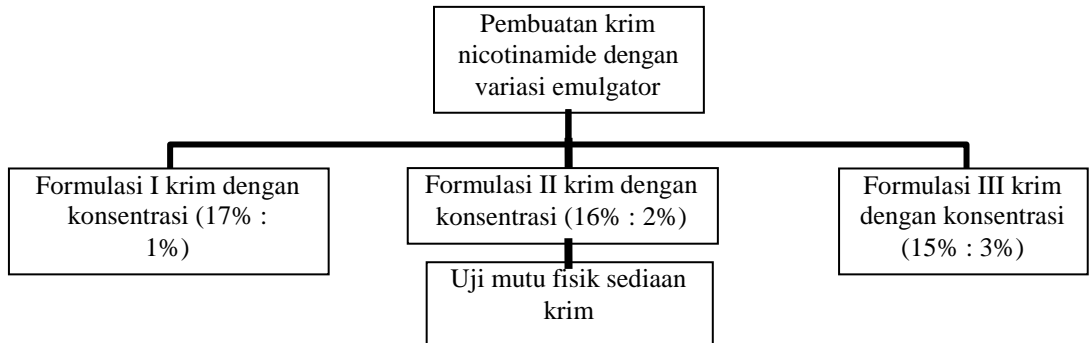 Pembuatan krim
nicotinamide dengan
variasi emulgator
Formulasi I krim dengan
konsentrasi (17% :
1%)
Formulasi II krim dengan
konsentrasi (16% : 2%)
Formulasi III krim
dengan konsentrasi
(15% : 3%)
Uji mutu fisik sediaan
krim